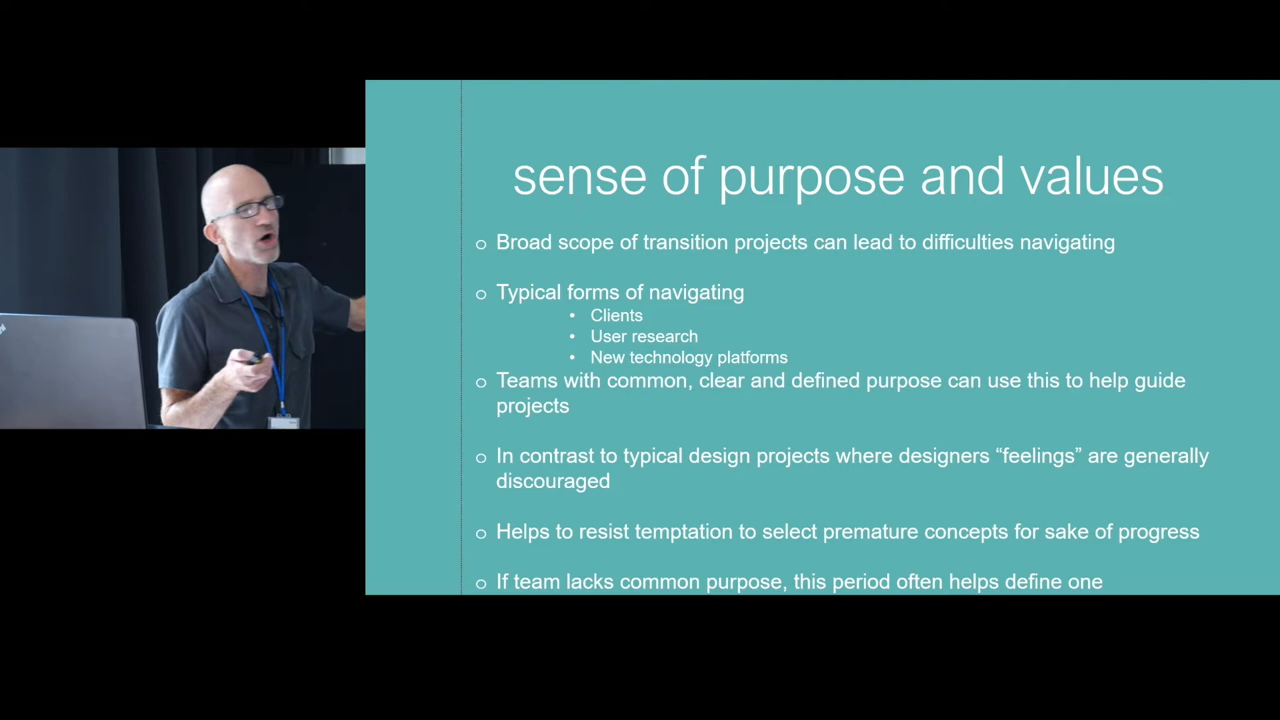 sense of purpose and values
o Broad scope of transition projects can lead to difficulties navigating
o Typical forms of navigating
• Clients
• User research
• New technology platforms
o Teams with common, clear and defined purpose can use this to help guide
projects
o In contrast to typical design projects where designers “feelings” are generally
discouraged
o Helps to resist temptation to select premature concepts for sake of progress
o If team lacks common purpose, this period often helps define one